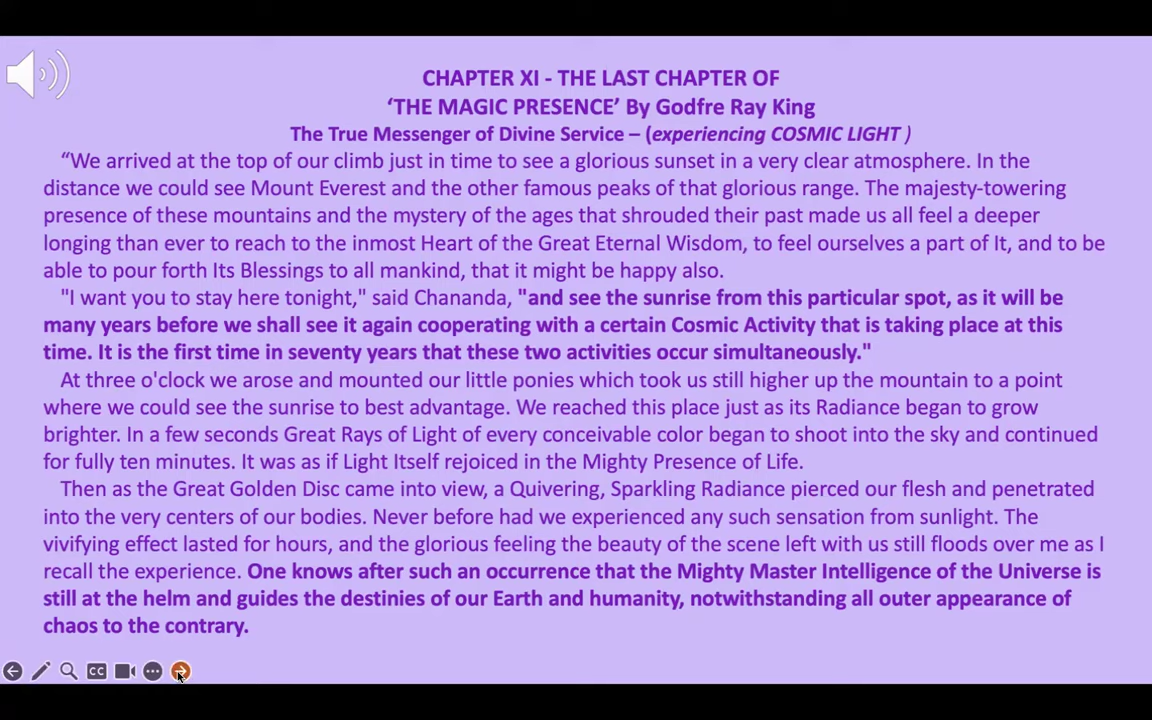 CHAPTER XI - THE LAST CHAPTER OF
‘THE MAGIC PRESENCE’ By Godfre Ray King
The True Messenger of Divine Service – (experiencing COSMIC LIGHT )
“We arrived at the top of our climb just in time to see a glorious sunset in a very clear atmosphere. In the
distance we could see Mount Everest and the other famous peaks of that glorious range. The majesty-towering
presence of these mountains and the mystery of the ages that shrouded their past made us all feel a deeper
longing than ever to reach to the inmost Heart of the Great Eternal Wisdom, to feel ourselves a part of It, and to be
able to pour forth Its Blessings to all mankind, that it might be happy also.
"I want you to stay here tonight," said Chananda, "and see the sunrise from this particular spot, as it will be
many years before we shall see it again cooperating with a certain Cosmic Activity that is taking place at this
time. It is the first time in seventy years that these two activities occur simultaneously."
At three o'clock we arose and mounted our little ponies which took us still higher up the mountain to a point
where we could see the sunrise to best advantage. We reached this place just as its Radiance began to grow
brighter. In a few seconds Great Rays of Light of every conceivable color began to shoot into the sky and continued
for fully ten minutes. It was as if Light Itself rejoiced in the Mighty Presence of Life.
Then as the Great Golden Disc came into view, a Quivering, Sparkling Radiance pierced our flesh and penetrated
into the very centers of our bodies. Never before had we experienced any such sensation from sunlight. The
vivifying effect lasted for hours, and the glorious feeling the beauty of the scene left with us still floods over me as I
recall the experience. One knows after such an occurrence that the Mighty Master Intelligence of the Universe is
still at the helm and guides the destinies of our Earth and humanity, notwithstanding all outer appearance of
chaos to the contrary.
CC